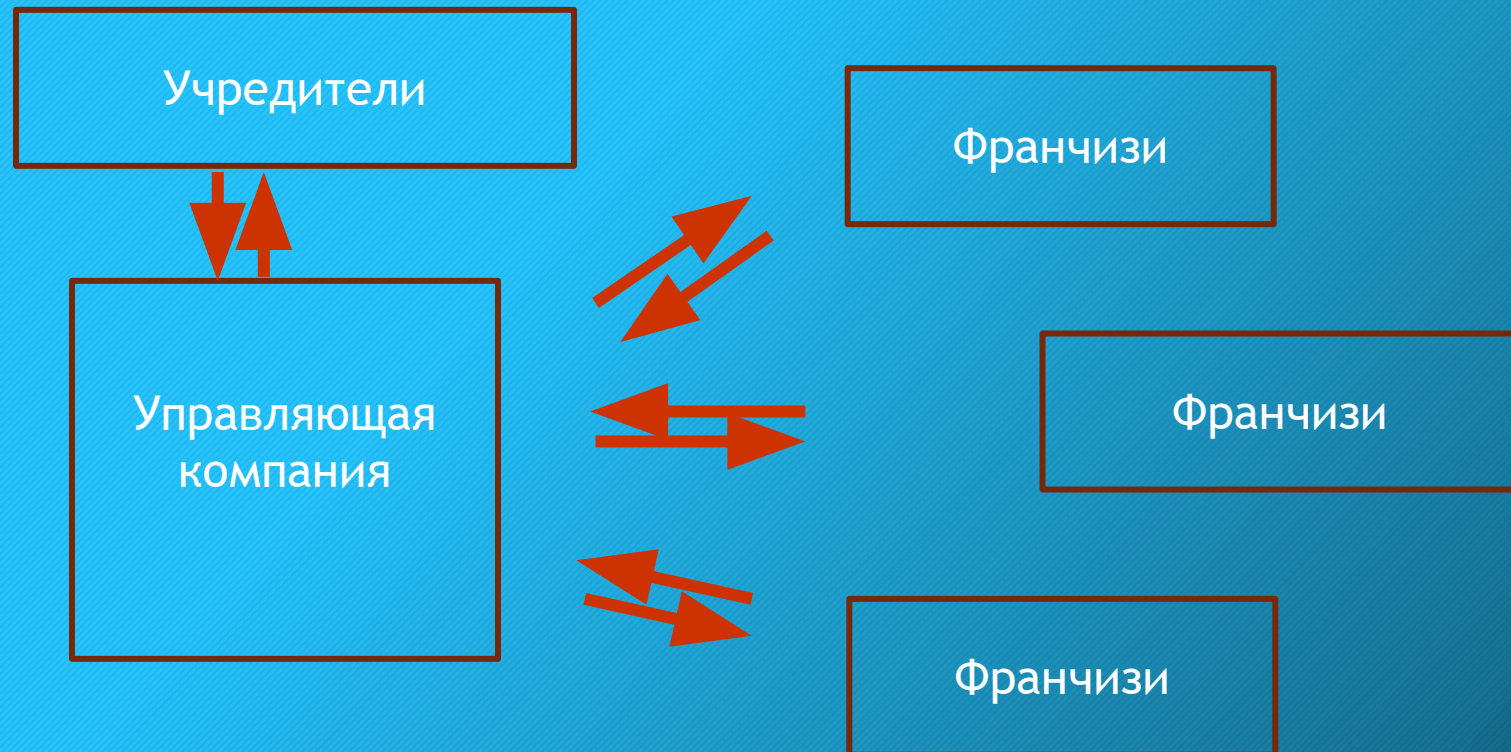 Учредители
Франчизи
Управляющая
компания
Франчизи
Франчизи